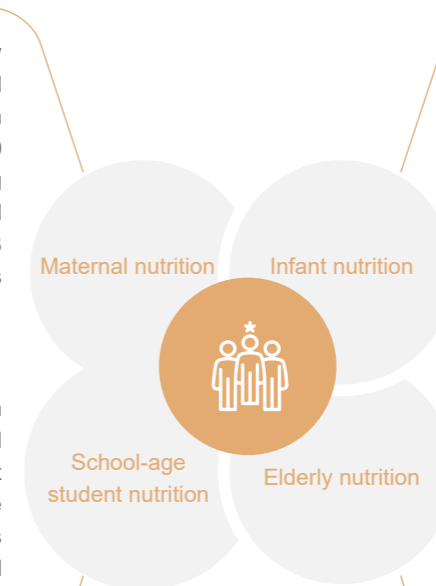 Maternal nutrition
Infant nutrition
School-age
student nutrition
Elderly nutrition